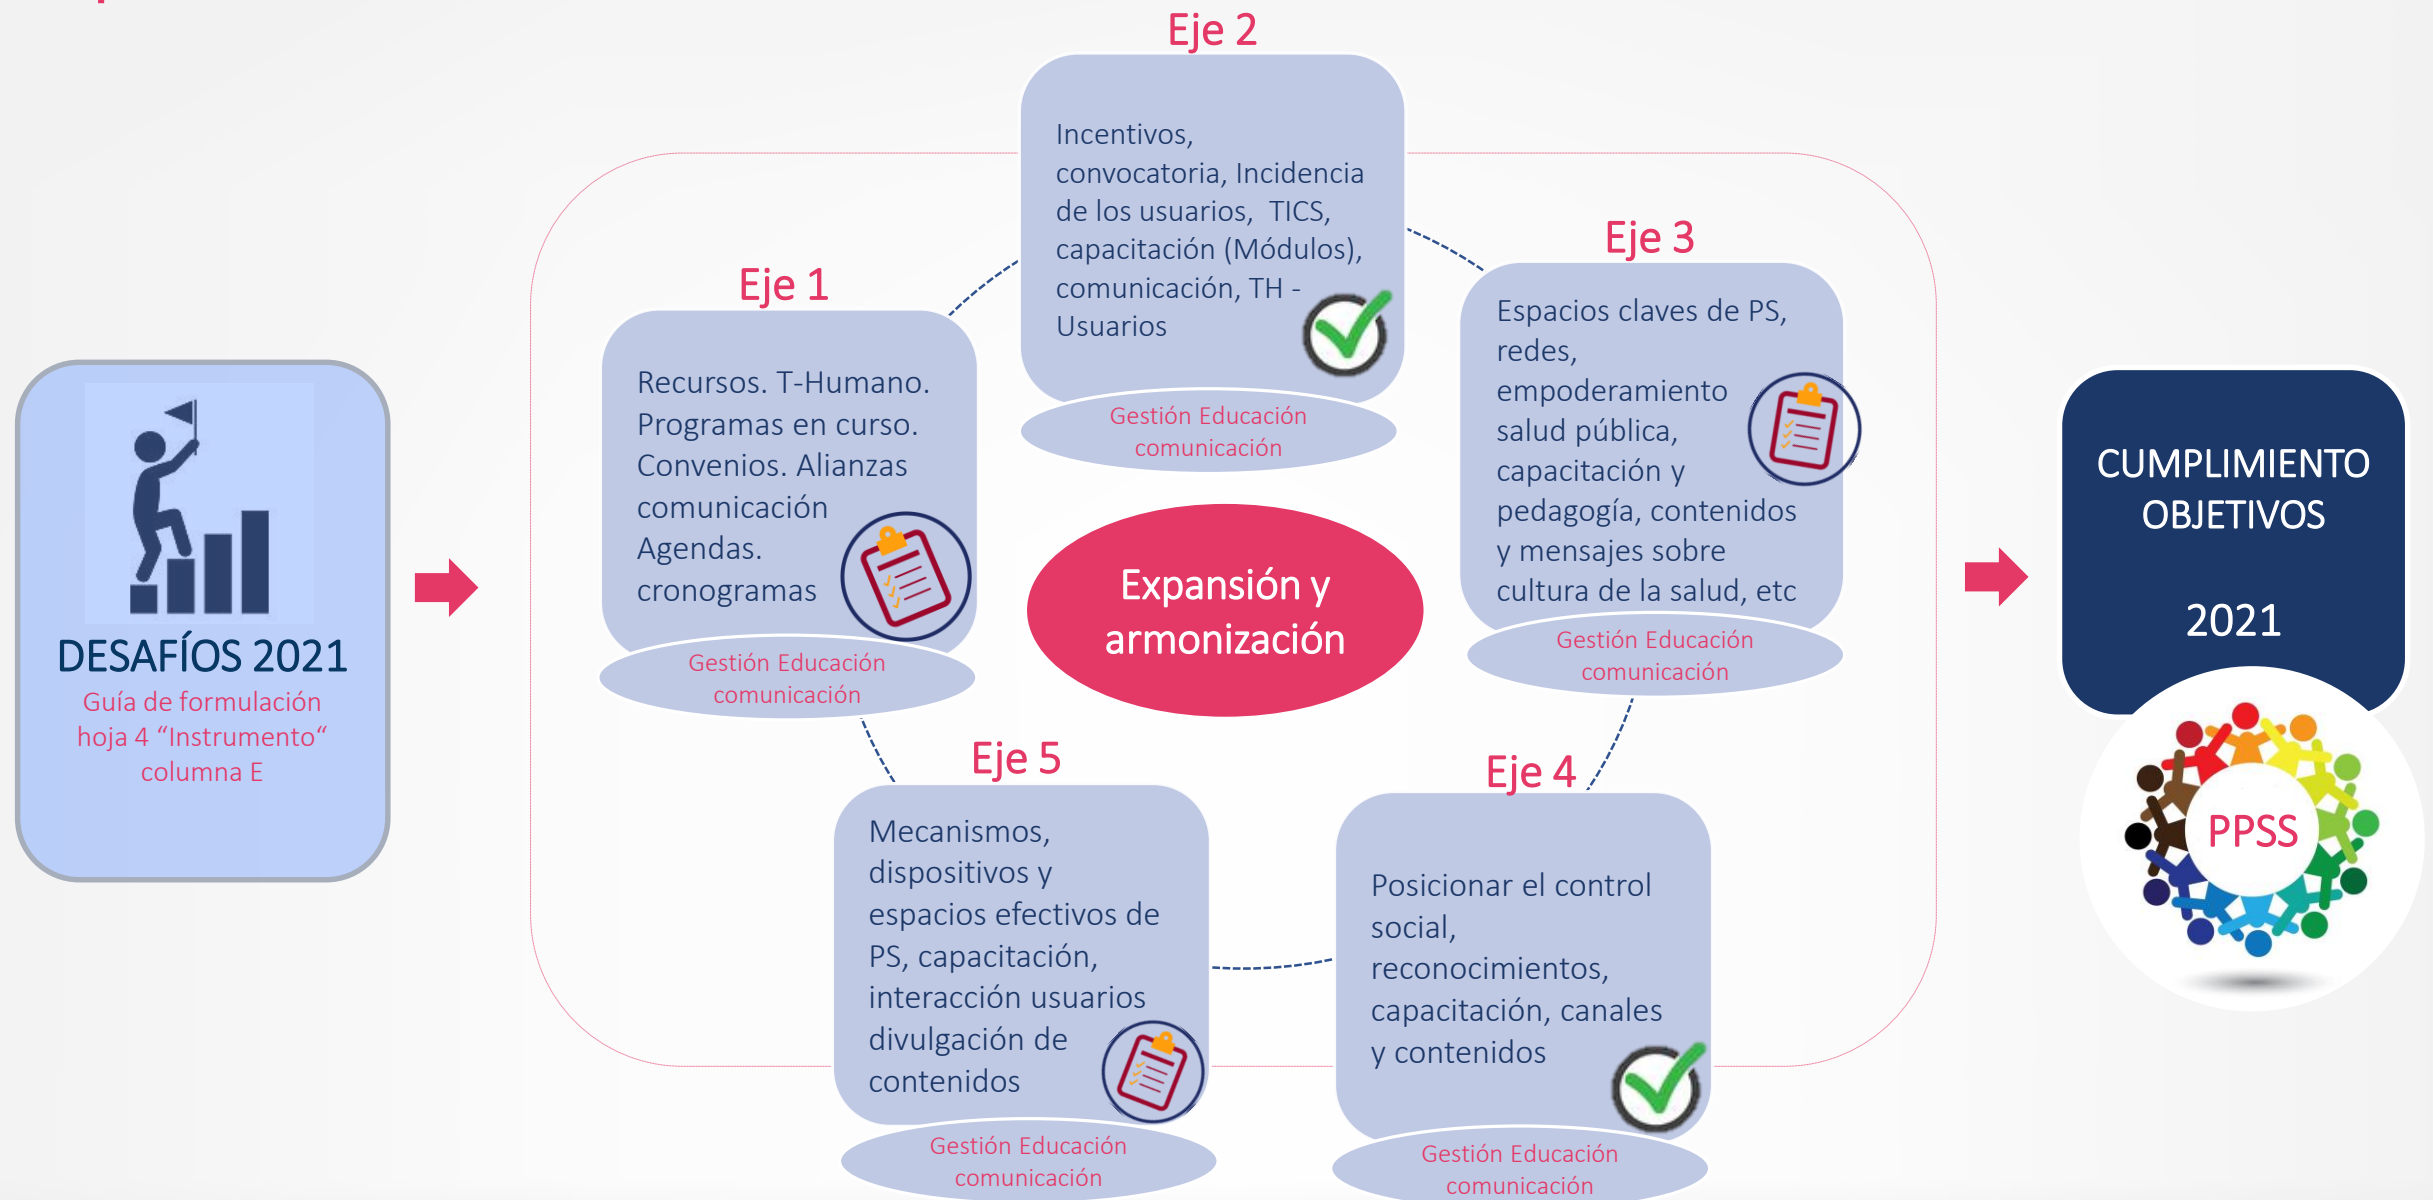 DESAFÍOS 2021
Guía de formulación
hoja 4 “Instrumento“
columna E
Eje 1
Recursos. T-Humano.
Programas en curso.
Convenios. Alianzas
comunicación
Agendas.
cronogramas
Gestión Educación
comunicación
Eje 2
Incentivos,
convocatoria, Incidencia
de los usuarios, TICS,
capacitación (Módulos),
comunicación, TH -
Usuarios
Gestión Educación
comunicación
Eje 3
Espacios claves de PS,
redes,
empoderamiento
salud pública,
capacitación y
pedagogía, contenidos
y mensajes sobre
cultura de la salud, etc
Gestión Educación
comunicación
Expansión y
armonización
Eje 4
Posicionar el control
social,
reconocimientos,
capacitación, canales
y contenidos
Gestión Educación
comunicación
Eje 5
Mecanismos,
dispositivos y
espacios efectivos de
PS, capacitación,
interacción usuarios
divulgación de
contenidos
Gestión Educación
comunicación
CUMPLIMIENTO
OBJETIVOS
2021
PPSS